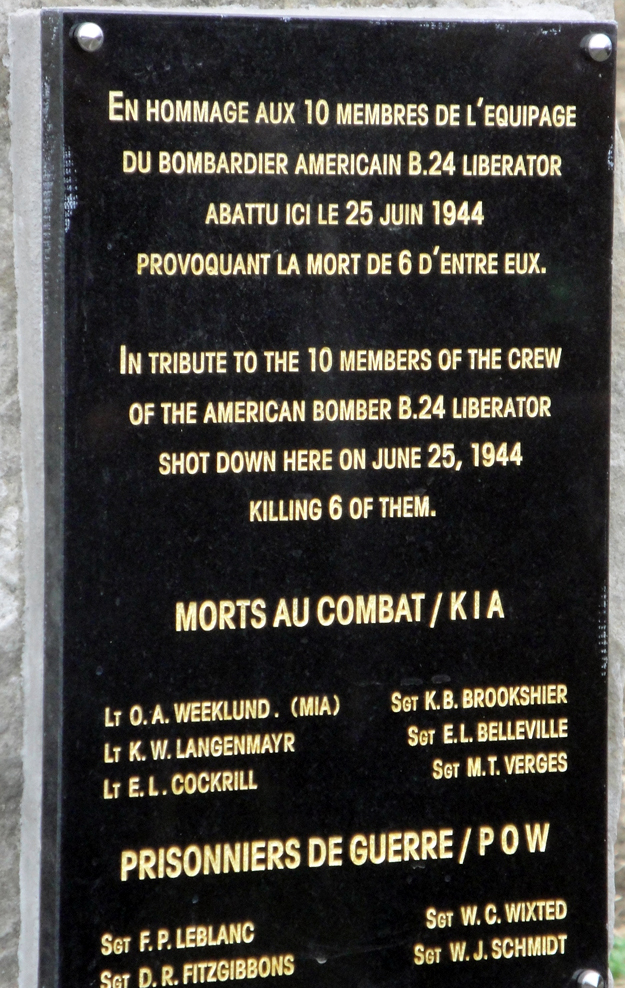 En hommage aux 10 membres de l'equipage
du bombardier americain B.24 Liberator
abattu ici le 25 juin 1944
provoquant la mort de 6 d'entre eux.
In tribute to the 10 members of the crew
of the american bomber B.24 Liberator
shot down here on june 25, 1944
killing 6 of them.
MORTS AU COMBAT / K I A
Lt O.A. WEEKLUND. (MIA) Sgt K.B. BROOKSHIER
Lt K.W. LANGENMAYR Sgt E.L. BELLEVILLE
Lt E.L. COCKRILL Sgt M.T. VERGES
PRISONNIERS DE GUERRE / P O W
Sgt F.P. LEBLANC Sgt W.C. WIXTED
Sgt D.R. FITZGIBBONS Sgt W.J. SCHMIDT